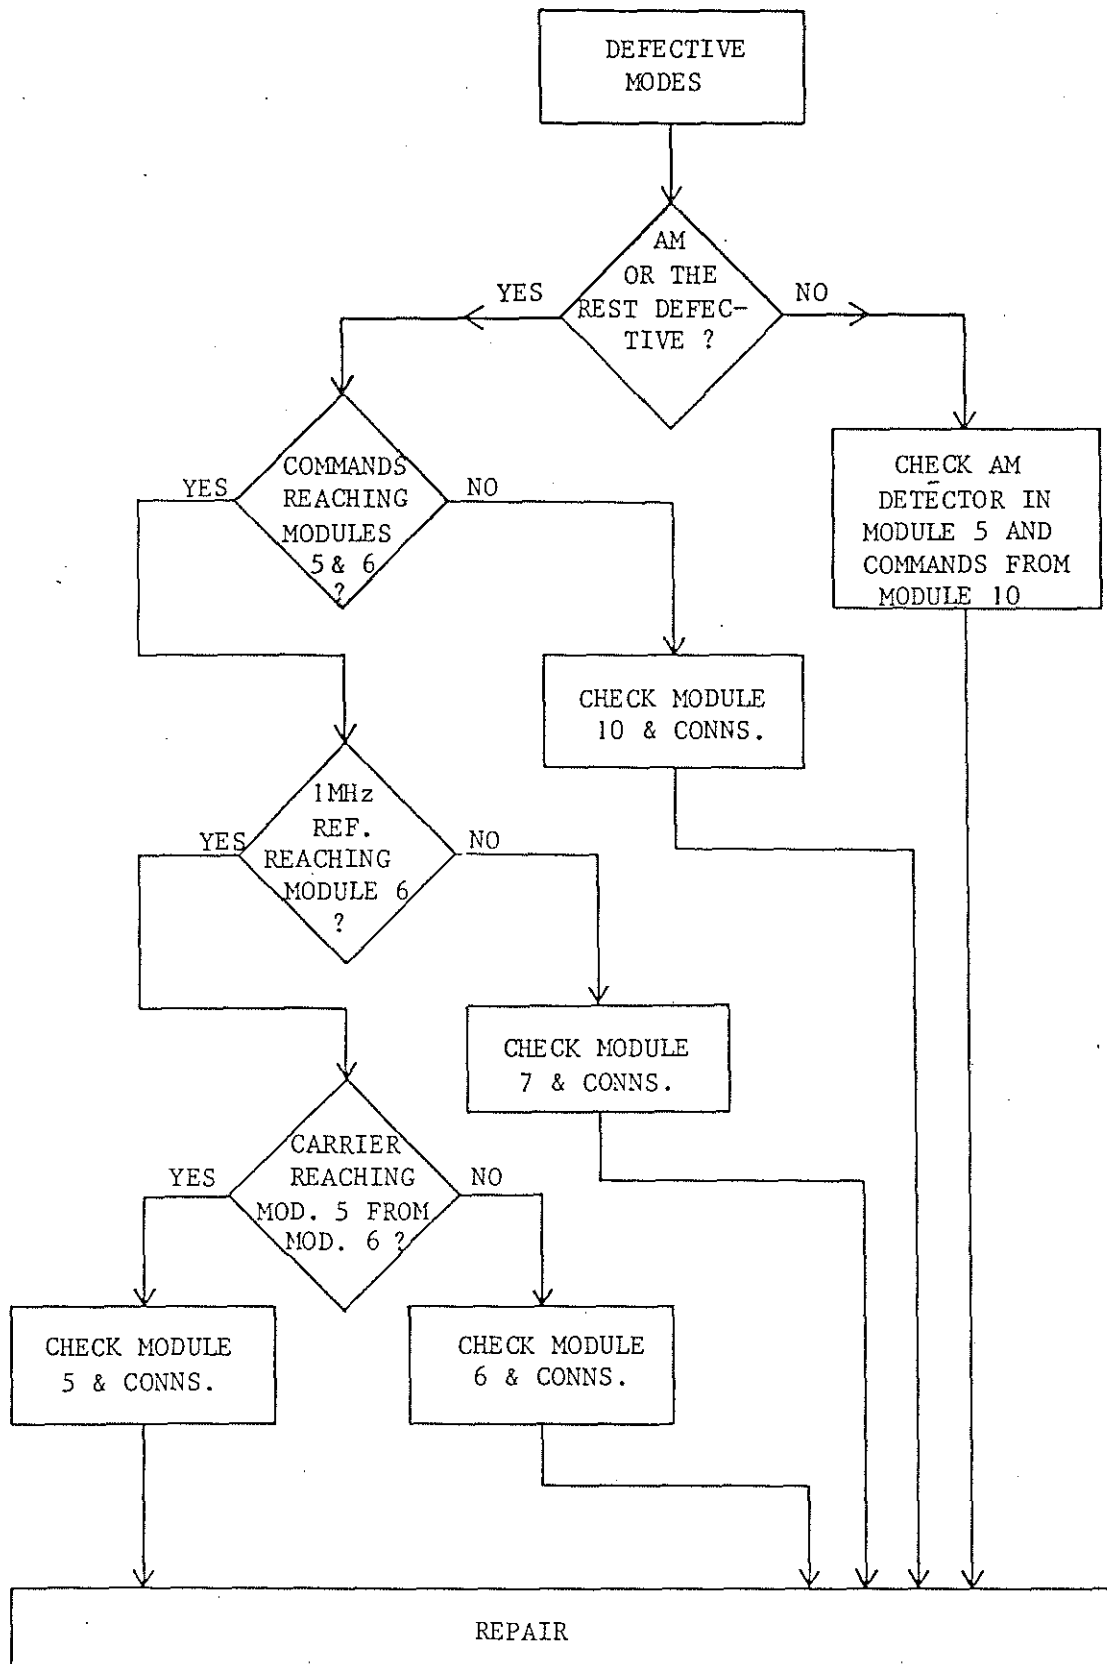 DEFECTIVE
MODES
AM
OR THE
REST DEFEC-
TIVE ?
YES
NO
COMMANDS
REACHING
MODULES
5 & 6
?
YES
NO
CHECK AM
DETECTOR IN
MODULE 5 AND
COMMANDS FROM
MODULE 10
CHECK MODULE
10 & CONNS.
1MHz
REF.
REACHING
MODULE 6
?
YES
NO
CHECK MODULE
7 & CONNS.
CARRIER
REACHING
MOD. 5 FROM
MOD. 6 ?
YES
NO
CHECK MODULE
5 & CONNS.
CHECK MODULE
6 & CONNS.
REPAIR